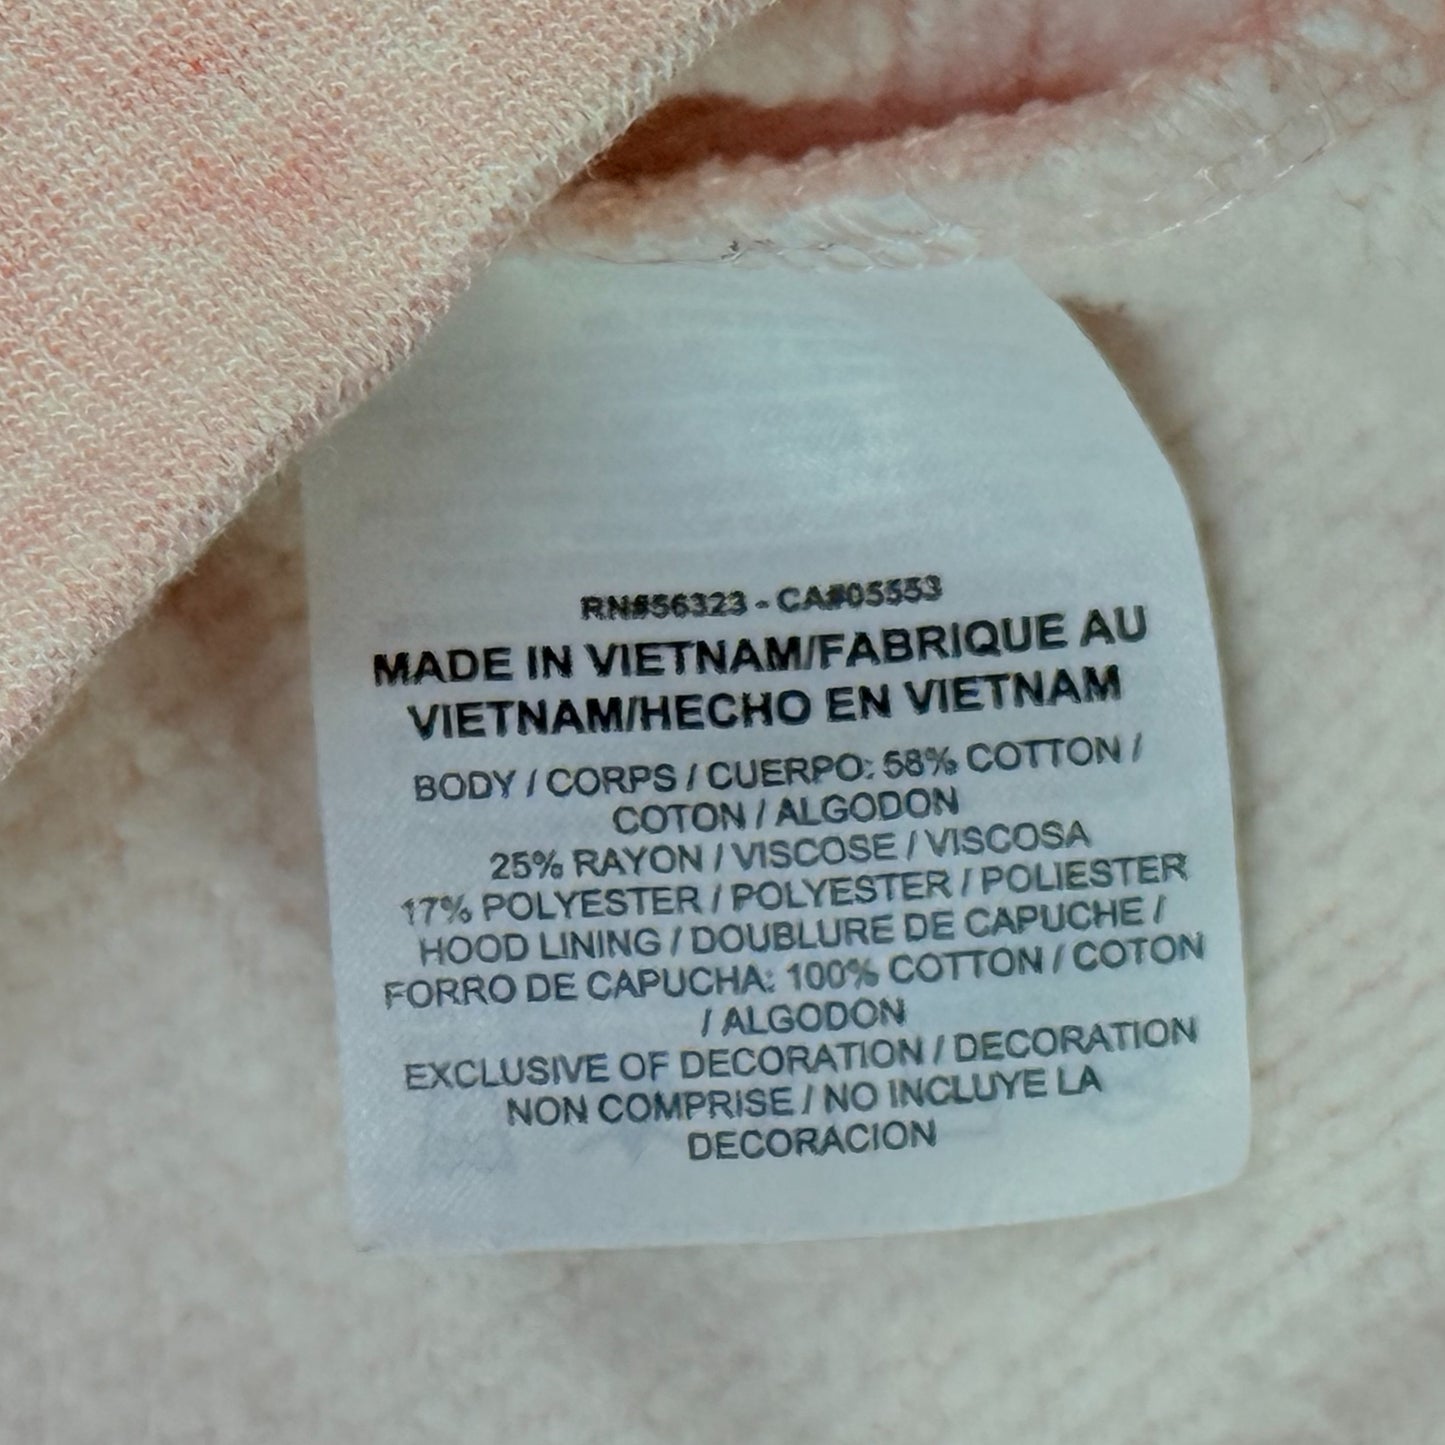 RN#56323 - CA#05553
MADE IN VIETNAM/FABRIQUE AU
VIETNAM/HECHO EN VIETNAM
BODY / CORPS / CUERPO: 58% COTTON /
COTON / ALGODON
25% RAYON / VISCOSE / VISCOSA
17% POLYESTER / POLYESTER / POLIESTER
HOOD LINING / DOUBLURE DE CAPUCHE /
FORRO DE CAPUCHA: 100% COTTON / COTON
/ ALGODON
EXCLUSIVE OF DECORATION / DECORATION
NON COMPRISE / NO INCLUYE LA
DECORACION